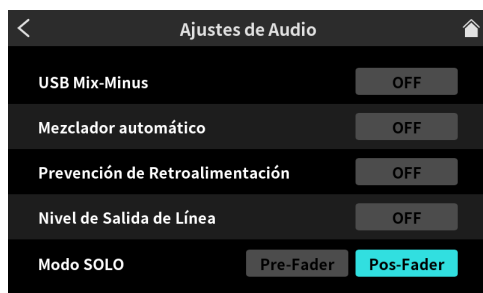 Ajustes de Audio
USB Mix-Minus OFF
Mezclador automático OFF
Prevención de Retroalimentación OFF
Nivel de Salida de Línea OFF
Modo SOLO Pre-Fader Pos-Fader